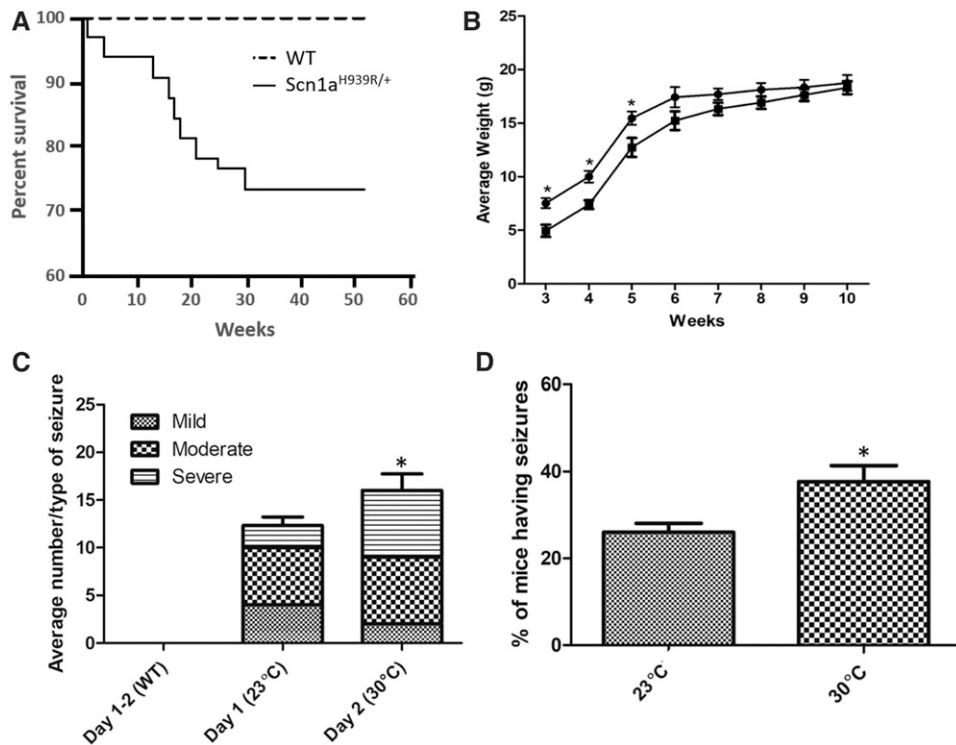 A
100
90
80
70
60
Percent survival
WT
Scn1aH939R/+
0
10
20
30
40
50
60
Weeks
B
25
20
15
10
5
0
Average Weight (g)
*
*
*
3
4
5
6
7
8
9
10
Weeks
C
25
20
15
10
5
0
Average number/type of seizure
Mild
Moderate
Severe
*
Day 1-2 (WT)
Day 1 (23°C)
Day 2 (30°C)
D
60
40
20
0
% of mice having seizures
*
23°C
30°C